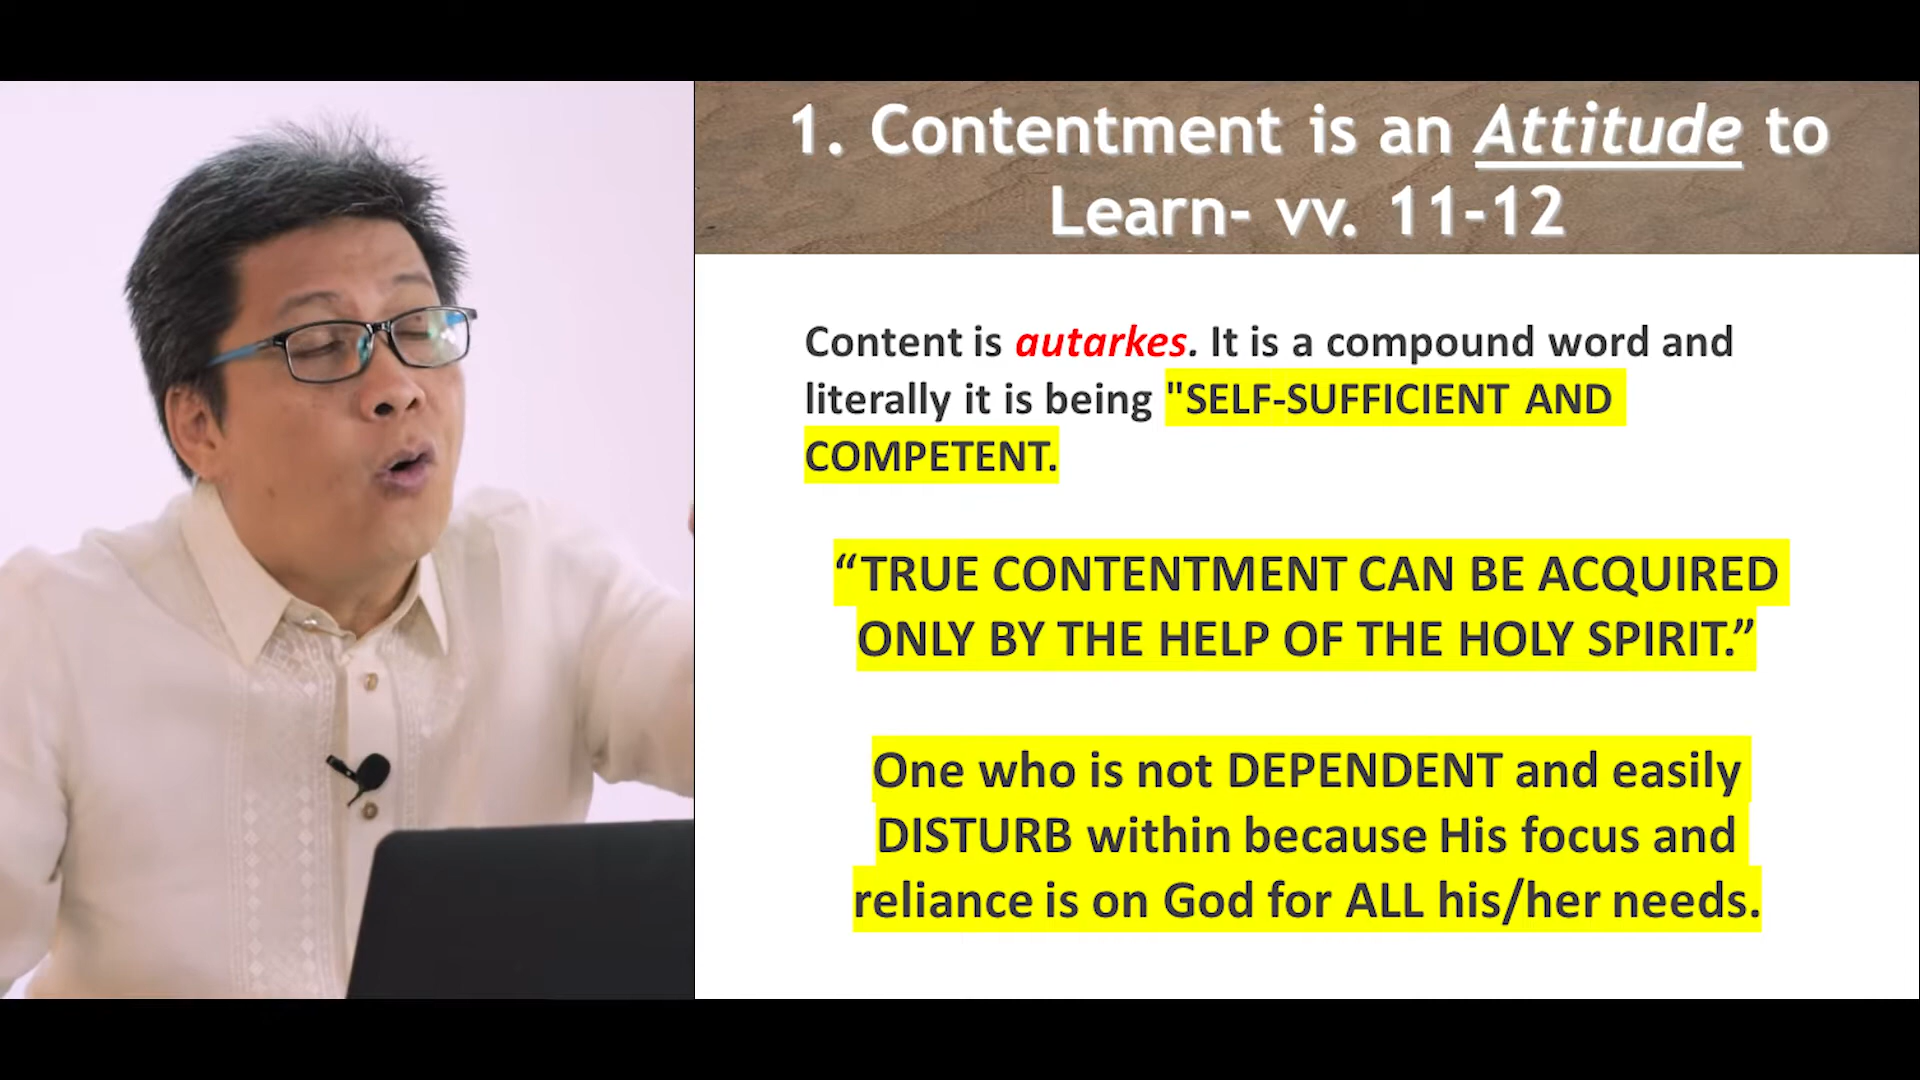 1. Contentment is an Attitude to
Learn- vv. 11-12
Content is autarkes. It is a compound word and
literally it is being "SELF-SUFFICIENT AND
COMPETENT.
“TRUE CONTENTMENT CAN BE ACQUIRED
ONLY BY THE HELP OF THE HOLY SPIRIT.”
One who is not DEPENDENT and easily
DISTURB within because His focus and
reliance is on God for ALL his/her needs.